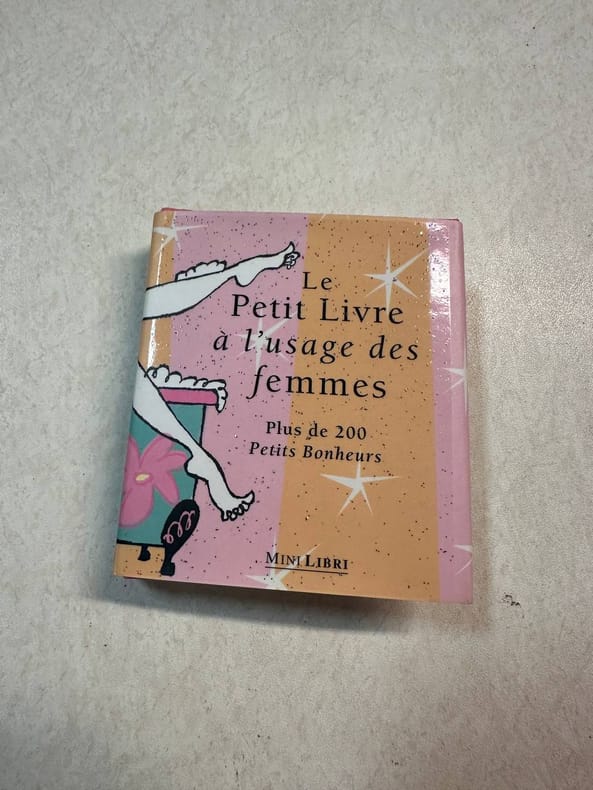 Le
Petit Livre
à l'usage des
femmes
Plus de 200
Petits Bonheurs
MINI LIBRI